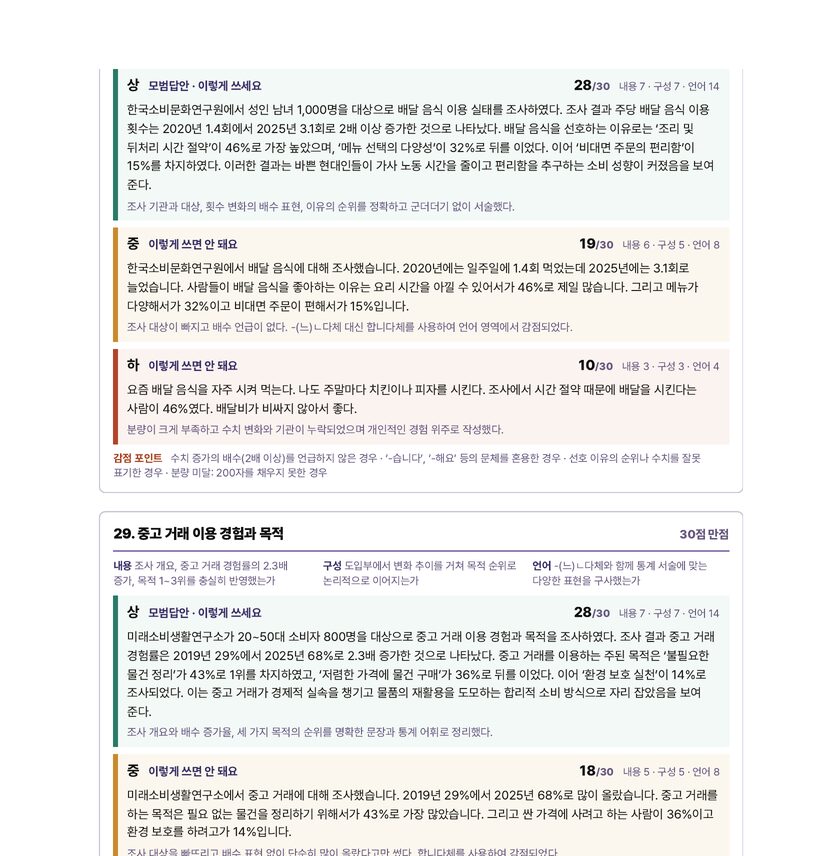 상 모범답안 · 이렇게 쓰세요 28/30 내용 7 · 구성 7 · 언어 14
한국소비문화연구원에서 성인 남녀 1,000명을 대상으로 배달 음식 이용 실태를 조사하였다. 조사 결과 주당 배달 음식 이용
횟수는 2020년 1.4회에서 2025년 3.1회로 2배 이상 증가한 것으로 나타났다. 배달 음식을 선호하는 이유로는 ‘조리 및
뒤처리 시간 절약’이 46%로 가장 높았으며, ‘메뉴 선택의 다양성’이 32%로 뒤를 이었다. 이어 ‘비대면 주문의 편리함’이
15%를 차지하였다. 이러한 결과는 바쁜 현대인들이 가사 노동 시간을 줄이고 편리함을 추구하는 소비 성향이 커졌음을 보여
준다.
조사 기관과 대상, 횟수 변화의 배수 표현, 이유의 순위를 정확하고 군더더기 없이 서술했다.
중 이렇게 쓰면 안 돼요 19/30 내용 6 · 구성 5 · 언어 8
한국소비문화연구원에서 배달 음식에 대해 조사했습니다. 2020년에는 일주일에 1.4회 먹었는데 2025년에는 3.1회로
늘었습니다. 사람들이 배달 음식을 좋아하는 이유는 요리 시간을 아낄 수 있어서가 46%로 제일 많습니다. 그리고 메뉴가
다양해서가 32%이고 비대면 주문이 편해서가 15%입니다.
조사 대상이 빠지고 배수 언급이 없다. -(느)ㄴ다체 대신 합니다체를 사용하여 언어 영역에서 감점되었다.
하 이렇게 쓰면 안 돼요 10/30 내용 3 · 구성 3 · 언어 4
요즘 배달 음식을 자주 시켜 먹는다. 나도 주말마다 치킨이나 피자를 시킨다. 조사에서 시간 절약 때문에 배달을 시킨다는
사람이 46%였다. 배달비가 비싸지 않아서 좋다.
분량이 크게 부족하고 수치 변화와 기관이 누락되었으며 개인적인 경험 위주로 작성했다.
감점 포인트 수치 증가의 배수(2배 이상)를 언급하지 않은 경우 · ‘-습니다’, ‘-해요’ 등의 문체를 혼용한 경우 · 선호 이유의 순위나 수치를 잘못
표기한 경우 · 분량 미달: 200자를 채우지 못한 경우
29. 중고 거래 이용 경험과 목적 30점 만점
내용 조사 개요, 중고 거래 경험률의 2.3배
증가, 목적 1~3위를 충실히 반영했는가
구성 도입부에서 변화 추이를 거쳐 목적 순위로
논리적으로 이어지는가
언어 -(느)ㄴ다체와 함께 통계 서술에 맞는
다양한 표현을 구사했는가
상 모범답안 · 이렇게 쓰세요 28/30 내용 7 · 구성 7 · 언어 14
미래소비생활연구소가 20~50대 소비자 800명을 대상으로 중고 거래 이용 경험과 목적을 조사하였다. 조사 결과 중고 거래
경험률은 2019년 29%에서 2025년 68%로 2.3배 증가한 것으로 나타났다. 중고 거래를 이용하는 주된 목적은 ‘불필요한
물건 정리’가 43%로 1위를 차지하였고, ‘저렴한 가격에 물건 구매’가 36%로 뒤를 이었다. 이어 ‘환경 보호 실천’이 14%로
조사되었다. 이는 중고 거래가 경제적 실속을 챙기고 물품의 재활용을 도모하는 합리적 소비 방식으로 자리 잡았음을 보여
준다.
조사 개요와 배수 증가율, 세 가지 목적의 순위를 명확한 문장과 통계 어휘로 정리했다.
중 이렇게 쓰면 안 돼요 18/30 내용 5 · 구성 5 · 언어 8
미래소비생활연구소에서 중고 거래에 대해 조사했습니다. 2019년 29%에서 2025년 68%로 많이 올랐습니다. 중고 거래를
하는 목적은 필요 없는 물건을 정리하기 위해서가 43%로 가장 많았습니다. 그리고 싼 가격에 사려고 하는 사람이 36%이고
환경 보호를 하려고가 14%입니다.
조사 대상을 빠뜨리고 배수 표현 없이 단순히 많이 올랐다고만 썼다. 합니다체를 사용하여 감점되었다.